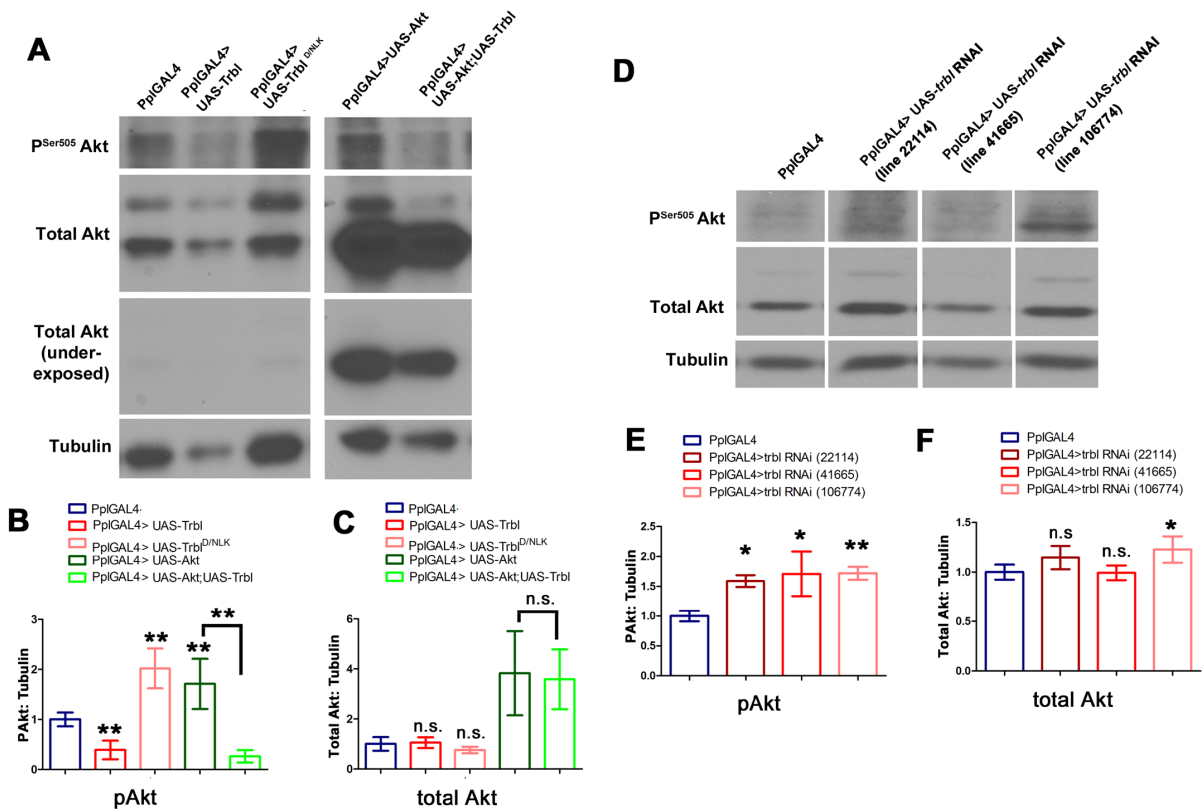 A
PplGAL4
PplGAL4>
UAS-Trbl
PplGAL4>
UAS-Trbl D/NLK
PplGAL4>UAS-Akt
PplGAL4>
UAS-Akt;UAS-Trbl
PSer505 Akt
Total Akt
Total Akt
(under-
exposed)
Tubulin
B
PplGAL4·
PplGAL4> UAS-Trbl
PplGAL4> UAS-TrblD/NLK
PplGAL4> UAS-Akt
PplGAL4> UAS-Akt;UAS-Trbl
PAkt: Tubulin
3
2
1
0
**
**
**
**
pAkt
C
PplGAL4·
PplGAL4> UAS-Trbl
PplGAL4> UAS-TrblD/NLK
PplGAL4> UAS-Akt
PplGAL4> UAS-Akt;UAS-Trbl
Total Akt: Tubulin
6
4
2
0
n.s.
n.s.
n.s.
total Akt
D
PplGAL4
PplGAL4> UAS-trbl RNAI
(line 22114)
PplGAL4> UAS-trbl RNAI
(line 41665)
PplGAL4> UAS-trbl RNAI
(line 106774)
PSer505 Akt
Total Akt
Tubulin
E
PplGAL4
PplGAL4>trbl RNAi (22114)
PplGAL4>trbl RNAi (41665)
PplGAL4>trbl RNAi (106774)
PAkt: Tubulin
2.5
2.0
1.5
1.0
0.5
0.0
*
*
**
pAkt
F
PplGAL4
PplGAL4>trbl RNAi (22114)
PplGAL4>trbl RNAi (41665)
PplGAL4>trbl RNAi (106774)
Total Akt: Tubulin
1.5
1.0
0.5
0.0
n.s
n.s.
*
total Akt